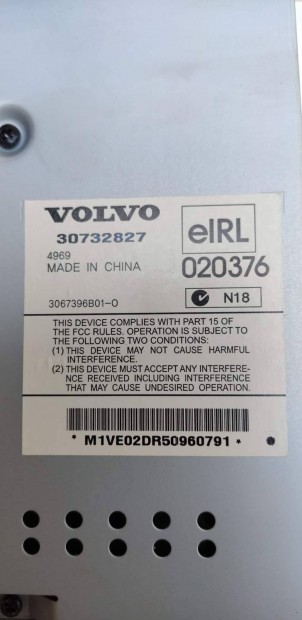 VOLVO
30732827
4969
MADE IN CHINA
eIRL
020376
N18
3067396B01-O
THIS DEVICE COMPLIES WITH PART 15 OF
THE FCC RULES. OPERATION IS SUBJECT TO
THE FOLLOWING TWO CONDITIONS:
(1) THIS DEVICE MAY NOT CAUSE HARMFUL
INTERFERENCE.
(2) THIS DEVICE MUST ACCEPT ANY INTERFERE-
NCE RECEIVED INCLUDING INTERFERENCE
THAT MAY CAUSE UNDESIRED OPERATION.
* M1VE02DR50960791 *